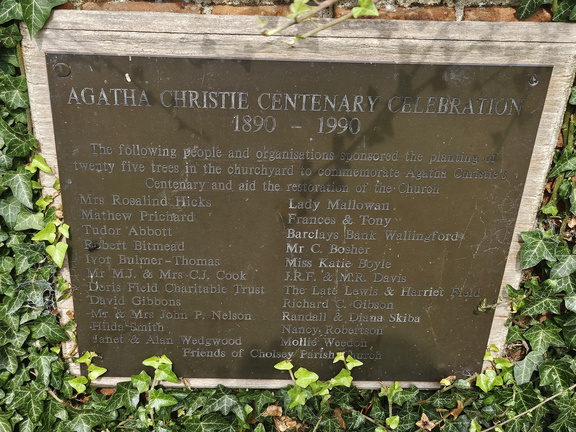 AGATHA CHRISTIE CENTENARY CELEBRATION
1890 – 1990
The following people and organisations sponsored the planting of
twenty five trees in the churchyard to commemorate Agatha Christie's
Centenary and aid the restoration of the Church
Mrs Rosalind Hicks
Mathew Prichard
Tudor Abbott
Robert Bitmead
Ivor Bulmer-Thomas
Mr M.J. & Mrs C.J. Cook
Deris Field Charitable Trust
David Gibbons
Mr & Mrs John P. Nelson
Hilda Smith
Janet & Alan Wedgwood
Lady Mallowan
Frances & Tony
Barclays Bank Wallingford
Mr C. Bosher
Miss Katie Boyle
J.R.F. & M.R. Davis
The Late Lewis & Harriet Field
Richard C. Gibson
Randall & Diana Skiba
Nancy Robertson
Mollie Weedon
Friends of Cholsey Parish Church